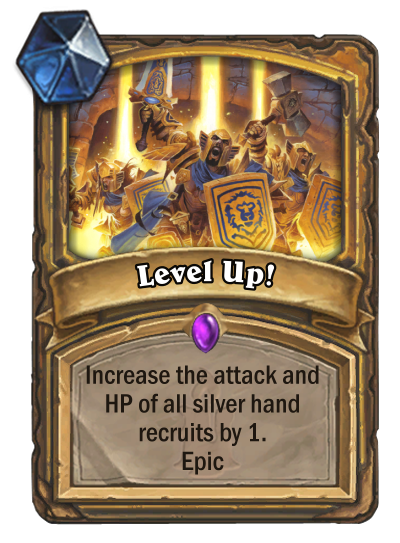 Level Up!
Increase the attack and
HP of all silver hand
recruits by 1.
Epic